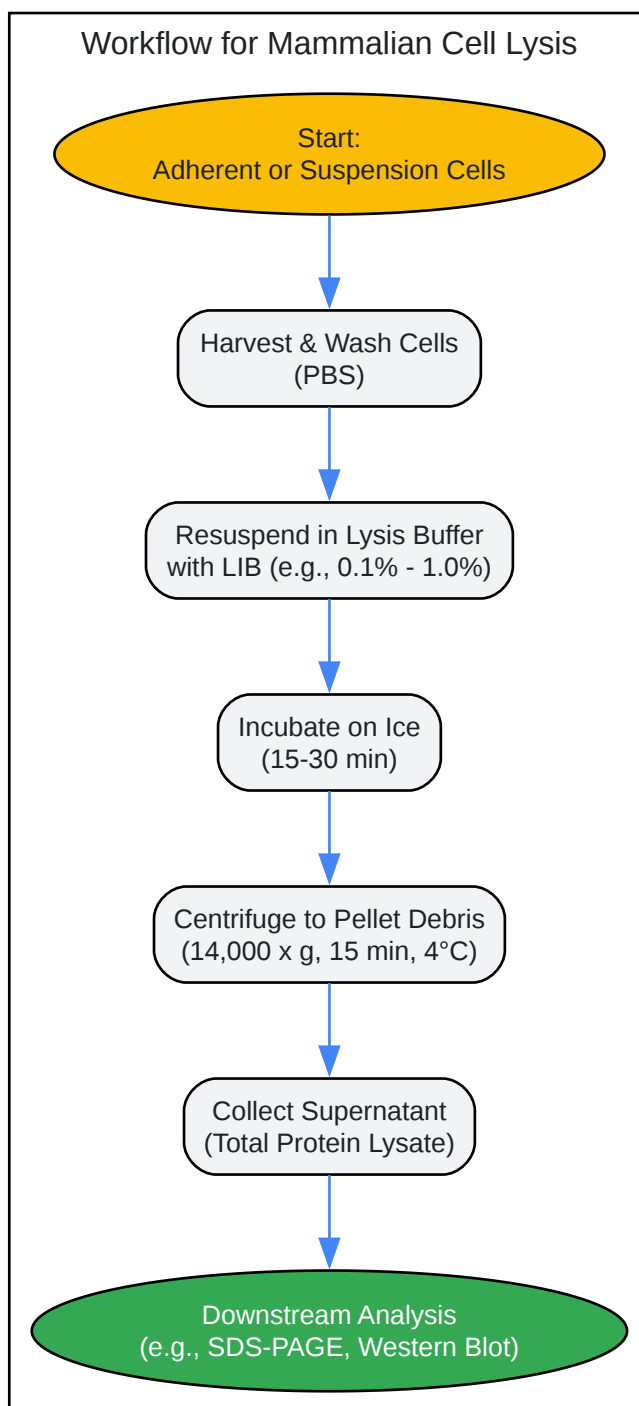 Workflow for Mammalian Cell Lysis
Start:
Adherent or Suspension Cells
Harvest & Wash Cells
(PBS)
Resuspend in Lysis Buffer
with LIB (e.g., 0.1% - 1.0%)
Incubate on Ice
(15-30 min)
Centrifuge to Pellet Debris
(14,000 x g, 15 min, 4°C)
Collect Supernatant
(Total Protein Lysate)
Downstream Analysis
(e.g., SDS-PAGE, Western Blot)